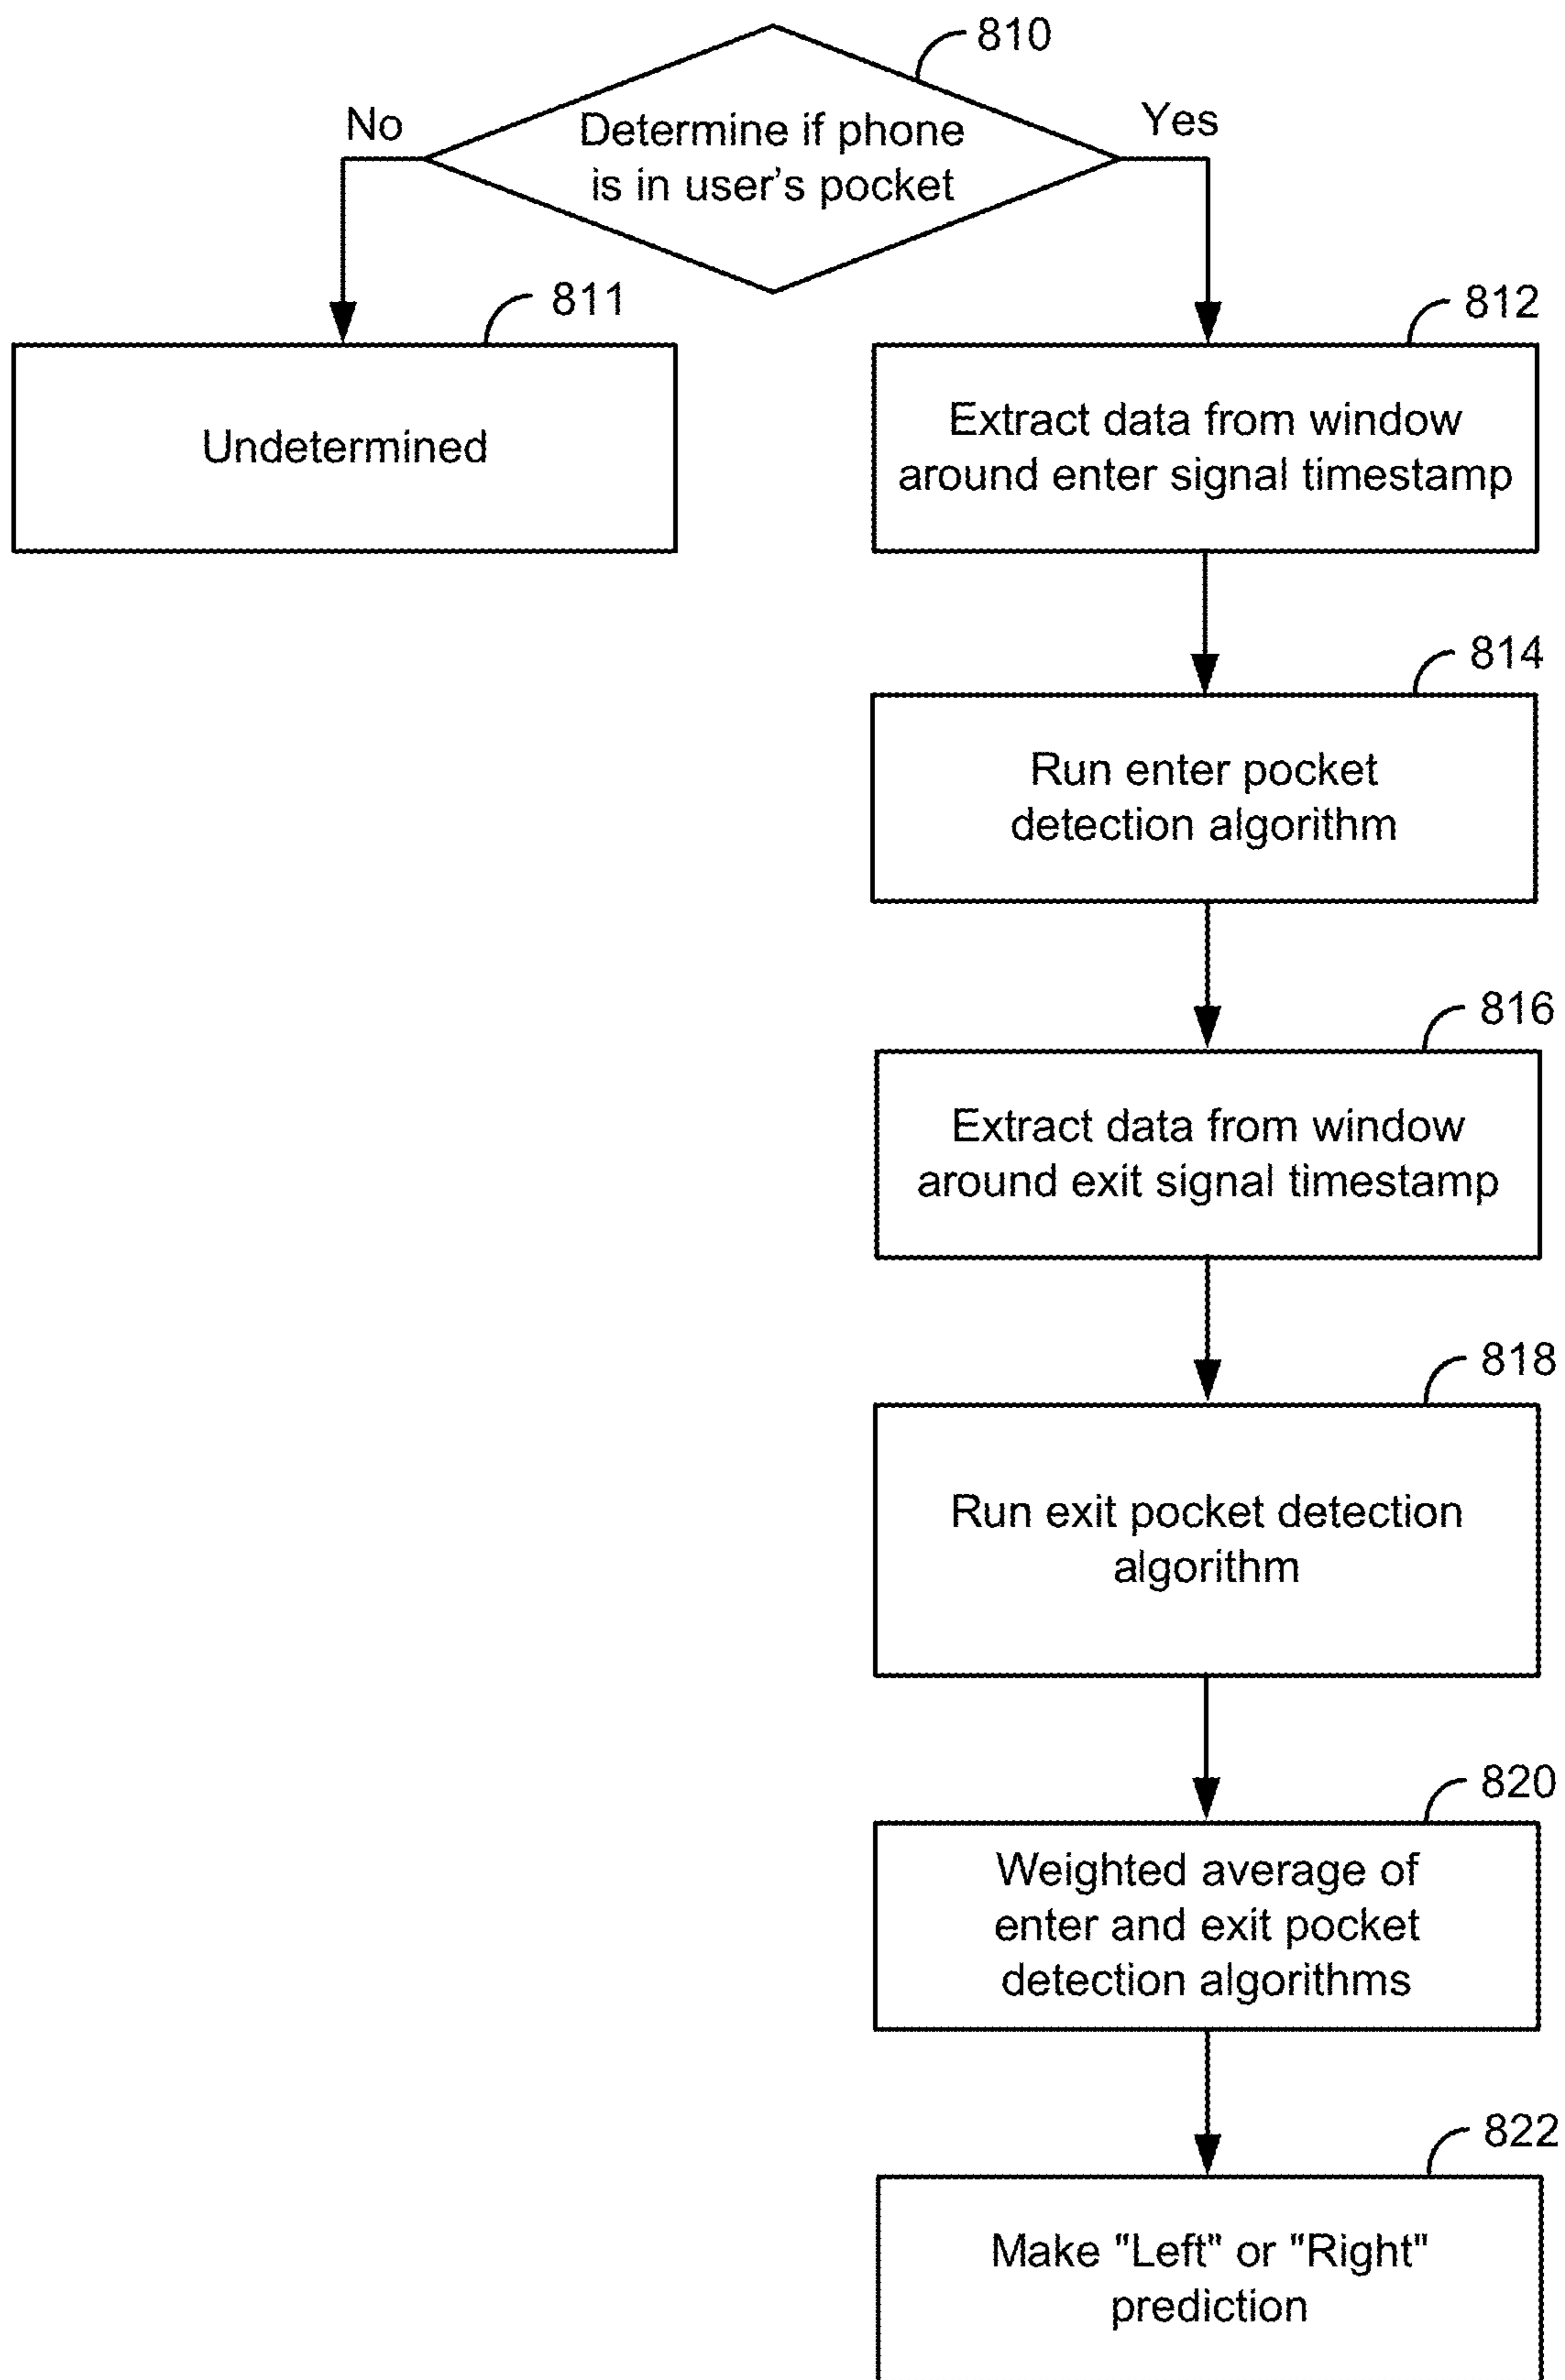 810
No
Yes
Determine if phone
is in user's pocket
811
812
Undetermined
Extract data from window
around enter signal timestamp
814
Run enter pocket
detection algorithm
816
Extract data from window
around exit signal timestamp
818
Run exit pocket detection
algorithm
820
Weighted average of
enter and exit pocket
detection algorithms
822
Make "Left" or "Right"
prediction